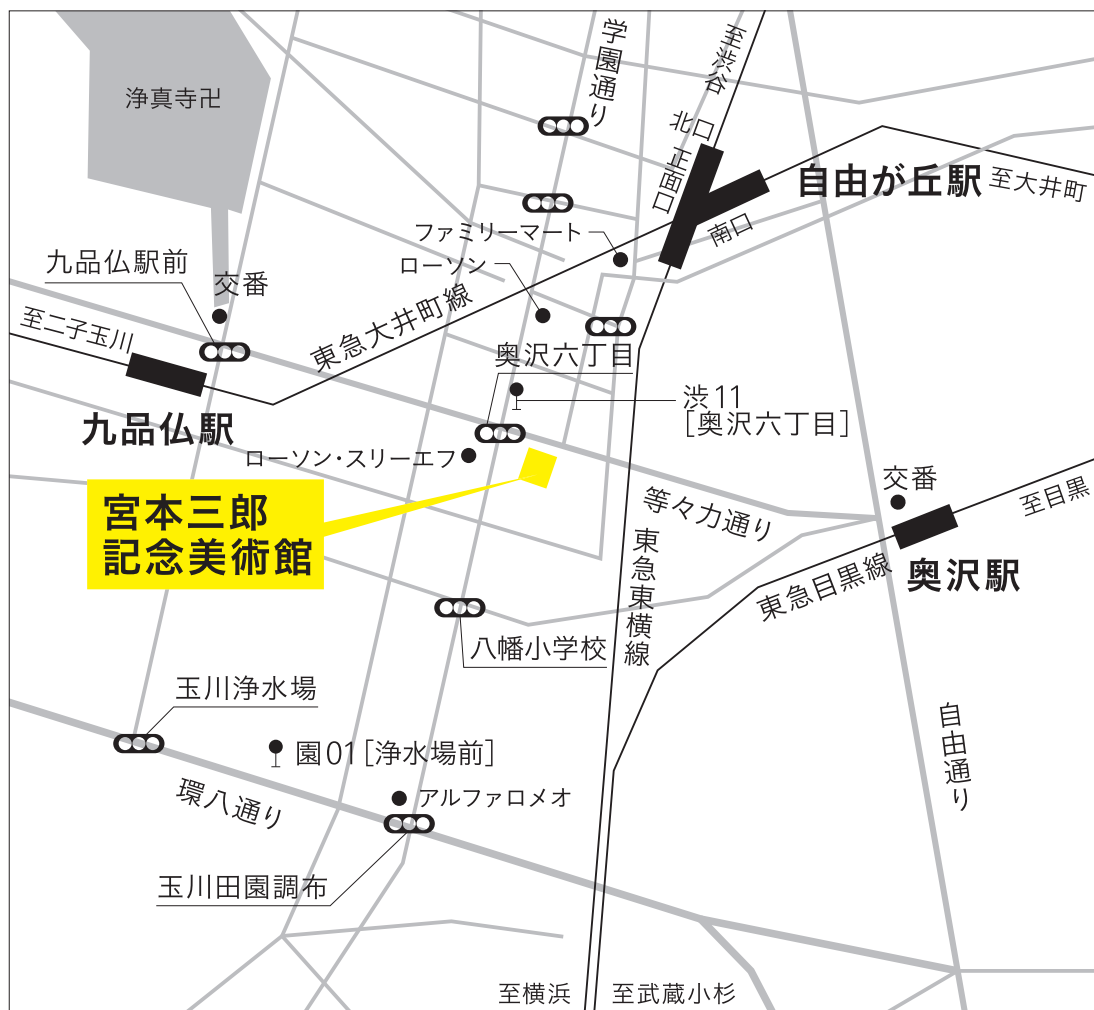 学園通り
至渋谷
浄真寺卍
北口
正面口
自由が丘駅
至大井町
南口
ファミリーマート
ローソン
九品仏駅前
交番
至二子玉川
東急大井町線
奥沢六丁目
渋11
[奥沢六丁目]
九品仏駅
ローソン・スリーエフ
宮本三郎
記念美術館
等々力通り
交番
至目黒
奥沢駅
東急目黒線
東急東横線
八幡小学校
玉川浄水場
園01[浄水場前]
自由通り
環八通り
アルファロメオ
玉川田園調布
至横浜
至武蔵小杉